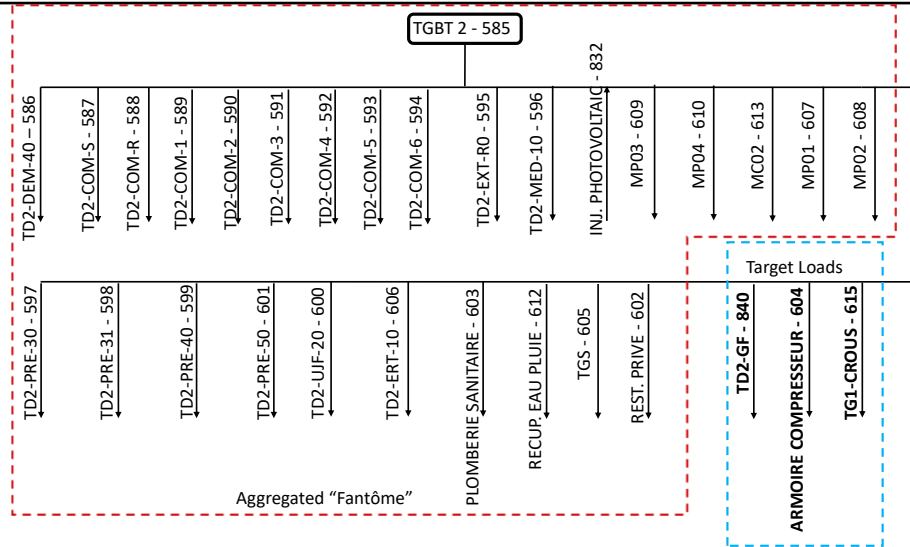 TGBT 2 - 585
TD2-DEM-40 – 586
TD2-COM-S - 587
TD2-COM-R - 588
TD2-COM-1 - 589
TD2-COM-2 - 590
TD2-COM-3 - 591
TD2-COM-4 - 592
TD2-COM-5 - 593
TD2-COM-6 - 594
TD2-EXT-R0 - 595
TD2-MED-10 - 596
INJ. PHOTOVOLTAIC - 832
MP03 - 609
MP04 - 610
MC02 - 613
MP01 - 607
MP02 - 608
Target Loads
TD2-PRE-30 - 597
TD2-PRE-31 - 598
TD2-PRE-40 - 599
TD2-PRE-50 - 601
TD2-UIF-20 - 600
TD2-ERT-10 - 606
PLOMBERIE SANITAIRE - 603
RECUP. EAU PLUIE - 612
TGS - 605
REST. PRIVE - 602
TD2-GF - 840
ARMOIRE COMPRESSEUR - 604
TG1-CROUS - 615
Aggregated “Fantôme”